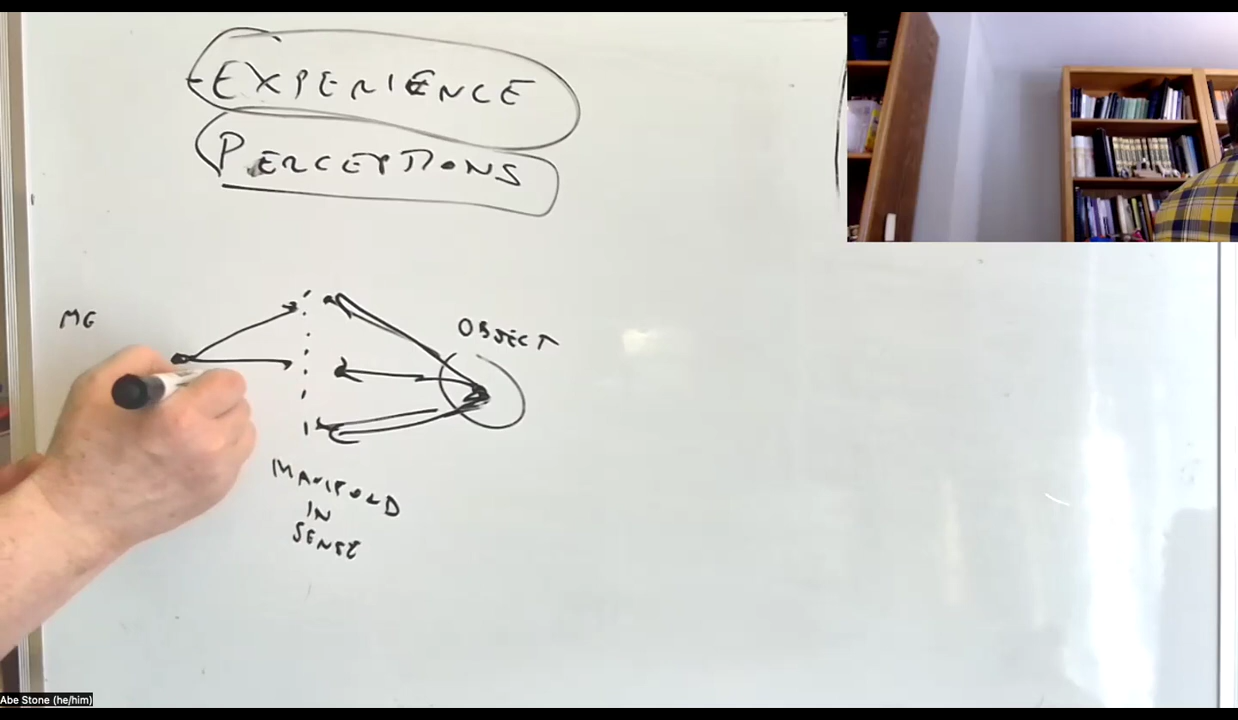 EXPERIENCE
PERCEPTIONS
ME
OBJECT
MANIFOLD
IN
SENSE
Abe Stone (he/him)